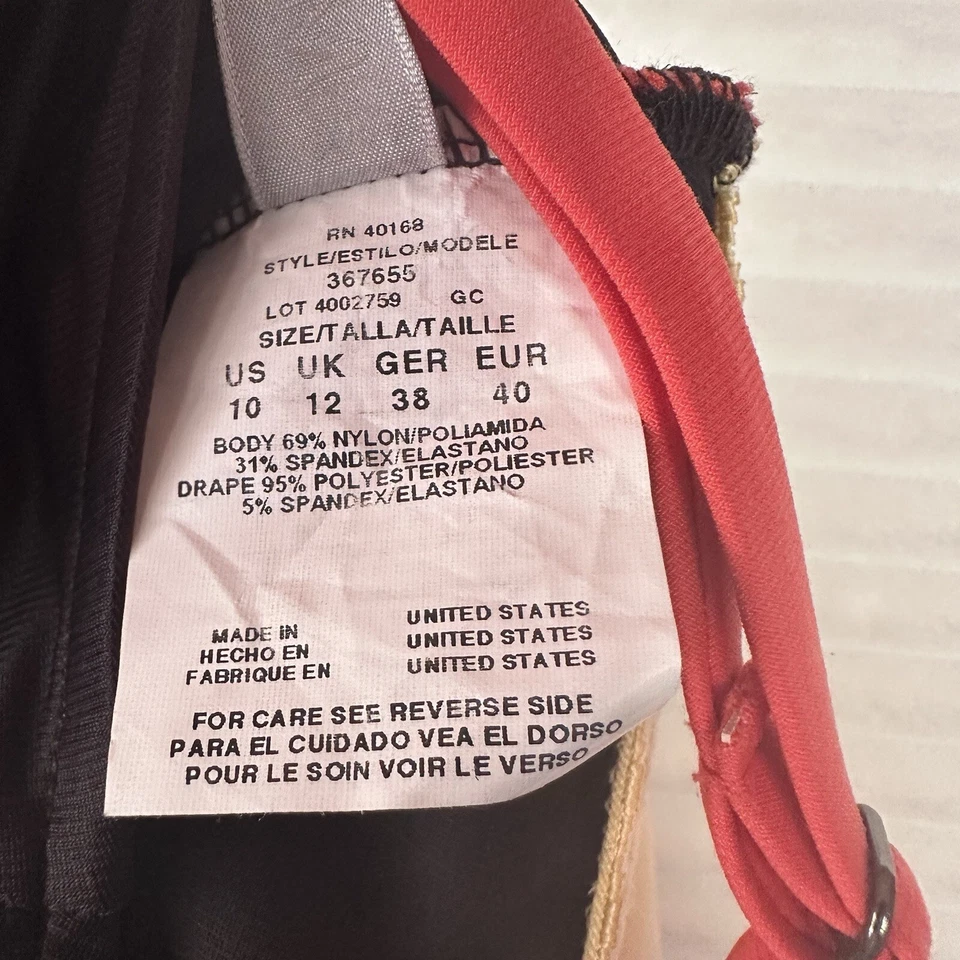 RN 40168
STYLE/ESTILO/MODELE
367655
LOT 4002759 GC
SIZE/TALLA/TAILLE
US UK GER EUR
10 12 38 40
BODY 69% NYLON/POLIAMIDA
31% SPANDEX/ELASTANO
DRAPE 95% POLYESTER/POLIESTER
5% SPANDEX/ELASTANO
MADE IN UNITED STATES
HECHO EN UNITED STATES
FABRIQUE EN UNITED STATES
FOR CARE SEE REVERSE SIDE
PARA EL CUIDADO VEA EL DORSO
POUR LE SOIN VOIR LE VERSO